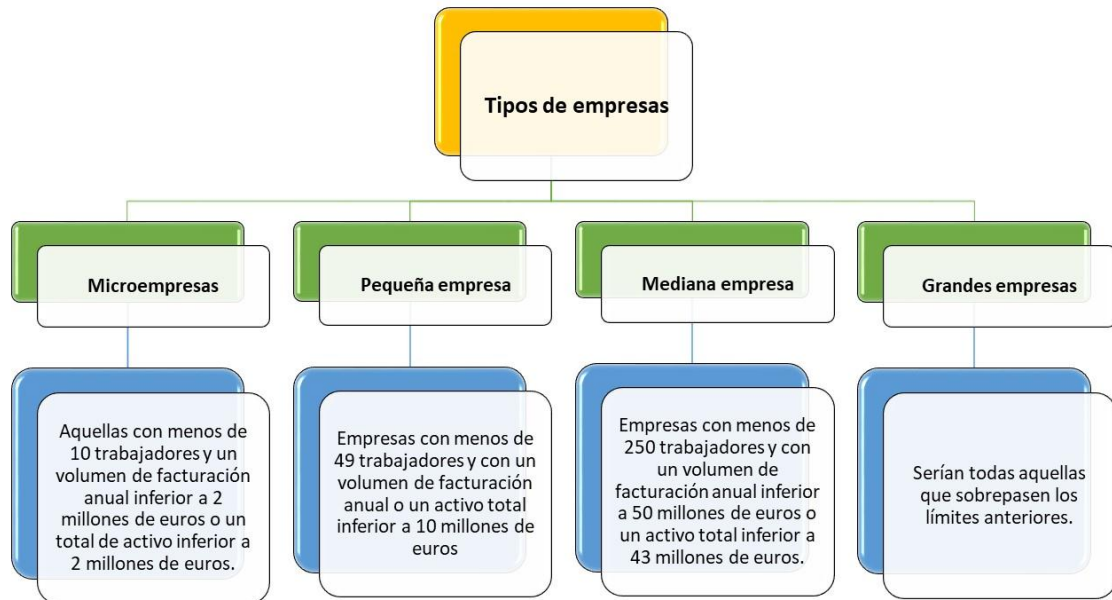 Tipos de empresas
Microempresas
Pequeña empresa
Mediana empresa
Grandes empresas
Aquellas con menos de
10 trabajadores y un
volumen de facturación
anual inferior a 2
millones de euros o un
total de activo inferior a
2 millones de euros.
Empresas con menos de
49 trabajadores y con un
volumen de facturación
anual o un activo total
inferior a 10 millones de
euros
Empresas con menos de
250 trabajadores y con
un volumen de
facturación anual inferior
a 50 millones de euros o
un activo total inferior a
43 millones de euros.
Serían todas aquellas
que sobrepasen los
límites anteriores.